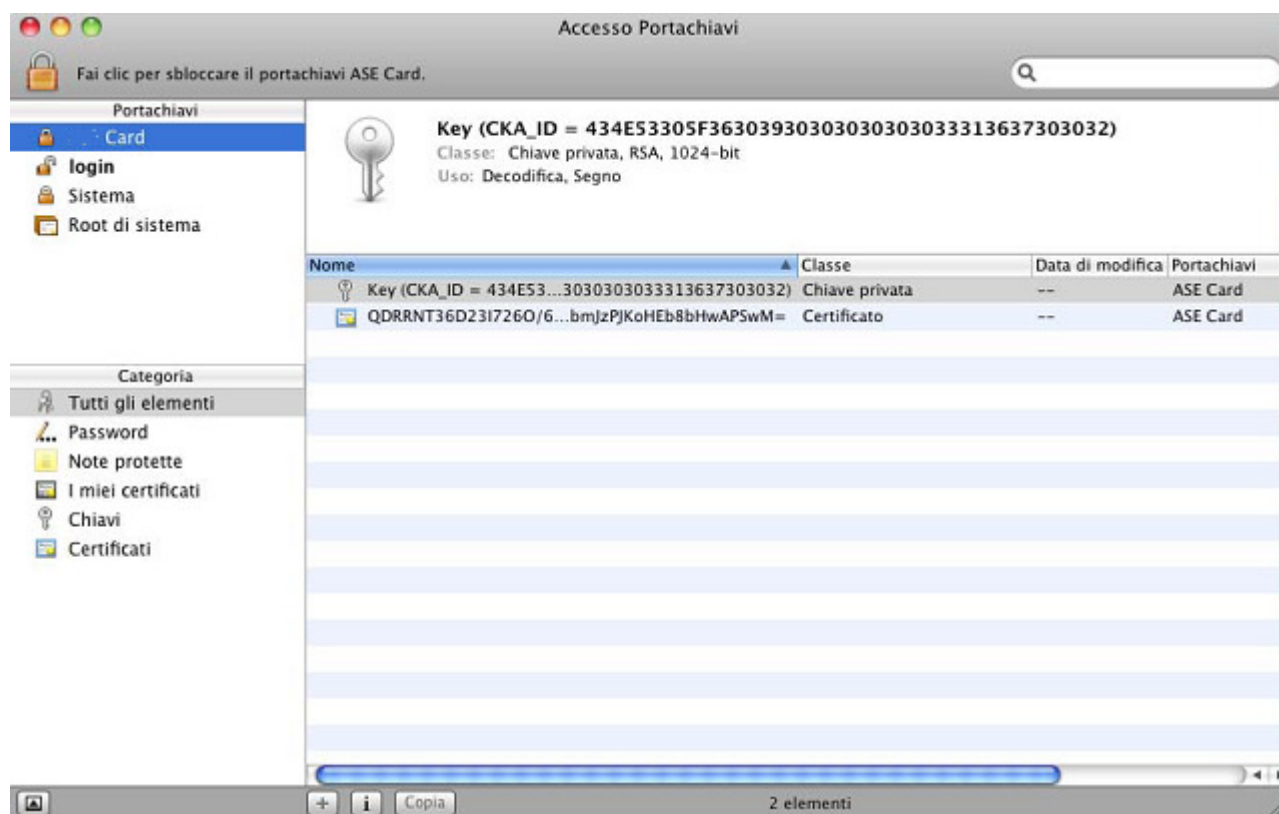 Accesso Portachiavi
Fai clic per sbloccare il portachiavi ASE Card.
Portachiavi
Card
login
Sistema
Root di sistema
Key (CKA_ID = 434E53305F36303930303030303033313637303032)
Classe: Chiave privata, RSA, 1024-bit
Uso: Decodifica, Segno
Nome Classe Data di modifica Portachiavi
Key (CKA_ID = 434E53...3030303033313637303032) Chiave privata -- ASE Card
QDRRNT36D23I726O/6...bmJzPJKoHEb8bHwAPSwM= Certificato -- ASE Card
Categoria
Tutti gli elementi
Password
Note protette
I miei certificati
Chiavi
Certificati
Copia
2 elementi